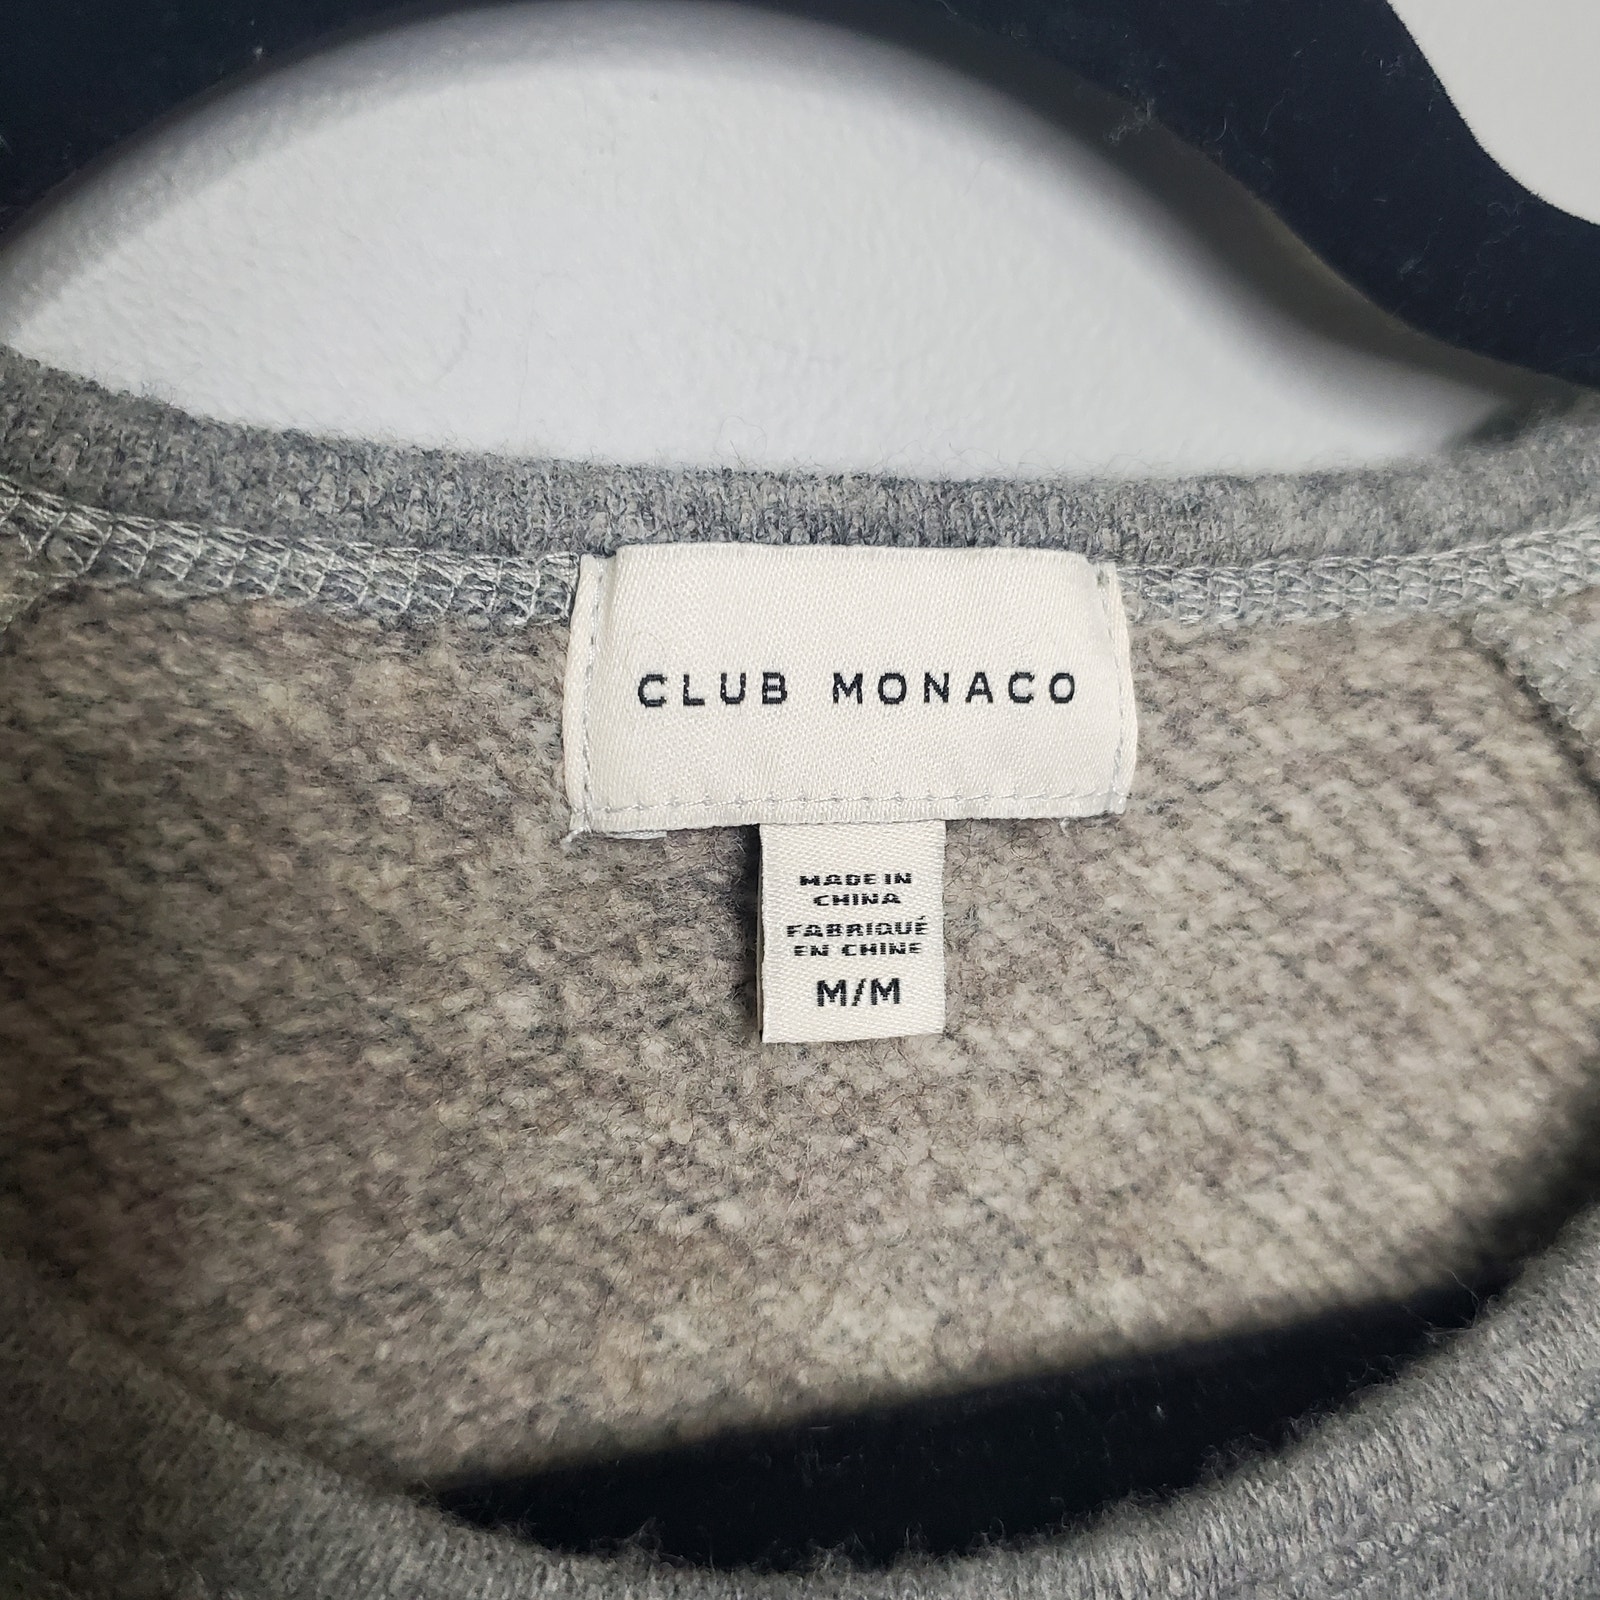 CLUB MONACO
MADE IN
CHINA
FABRIQUÉ
EN CHINE
M/M